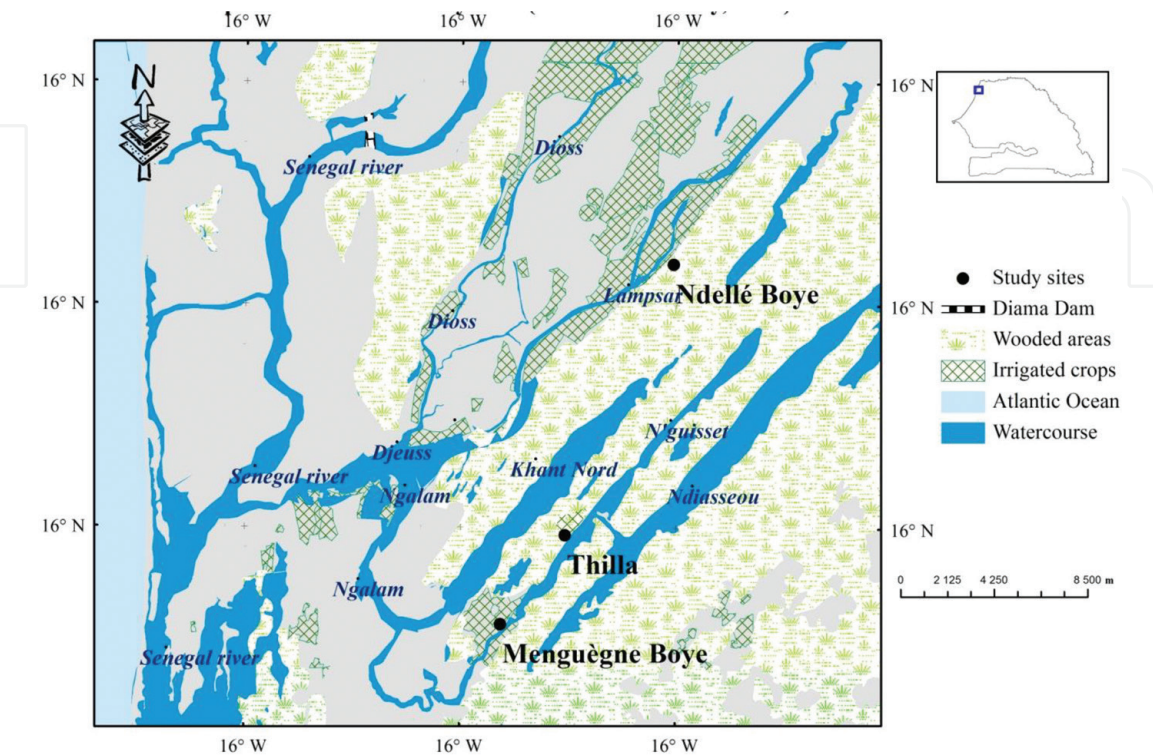 16° W 16° W 16° W
16° N
16° N
N
Dioss
Senegal river
Study sites
Lampsar
Ndellé Boye
16° N
16° N
Diama Dam
Dioss
Wooded areas
Irrigated crops
Atlantic Ocean
N'guisset
Watercourse
Djeuss
Khant Nord
Senegal river
Ngalam
Ndiasseou
16° N
16° N
Thilla
Ngalam
0 2 125 4 250 8 500 m
Menguègne Boye
Senegal river
16° W 16° W 16° W